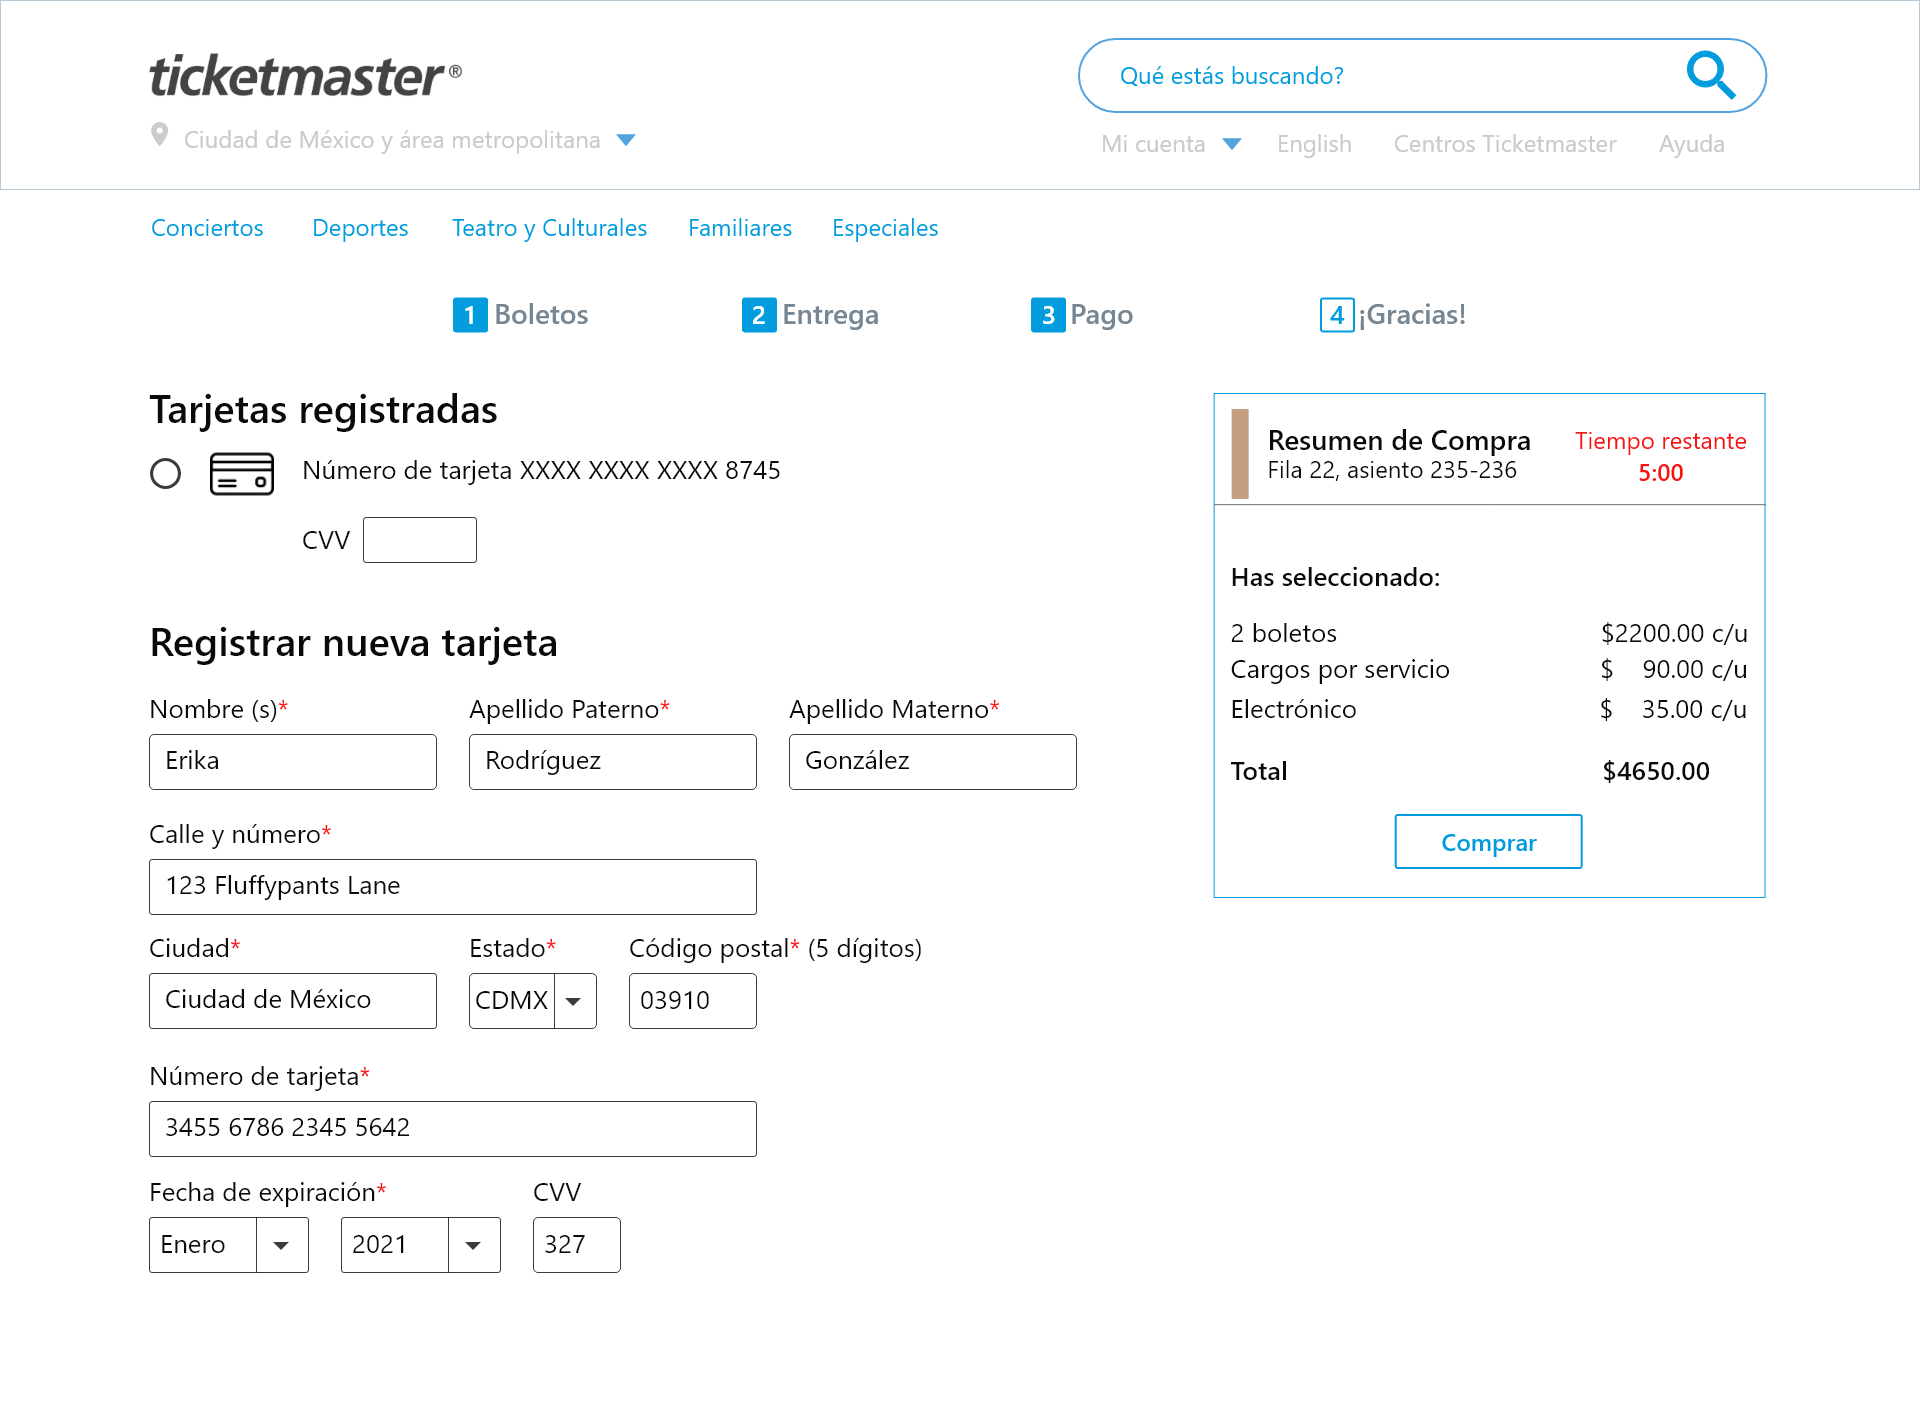 ticketmaster®
Qué estás buscando?
Ciudad de México y área metropolitana
Mi cuenta English Centros Ticketmaster Ayuda
Conciertos Deportes Teatro y Culturales Familiares Especiales
1 Boletos 2 Entrega 3 Pago 4 ¡Gracias!
Tarjetas registradas
Número de tarjeta XXXX XXXX XXXX 8745
CVV
Registrar nueva tarjeta
Nombre (s)* Apellido Paterno* Apellido Materno*
Erika Rodríguez González
Calle y número*
123 Fluffypants Lane
Ciudad* Estado* Código postal* (5 dígitos)
Ciudad de México CDMX 03910
Número de tarjeta*
3455 6786 2345 5642
Fecha de expiración* CVV
Enero 2021 327
Resumen de Compra Tiempo restante
Fila 22, asiento 235-236 5:00
Has seleccionado:
2 boletos $2200.00 c/u
Cargos por servicio $ 90.00 c/u
Electrónico $ 35.00 c/u
Total $4650.00
Comprar